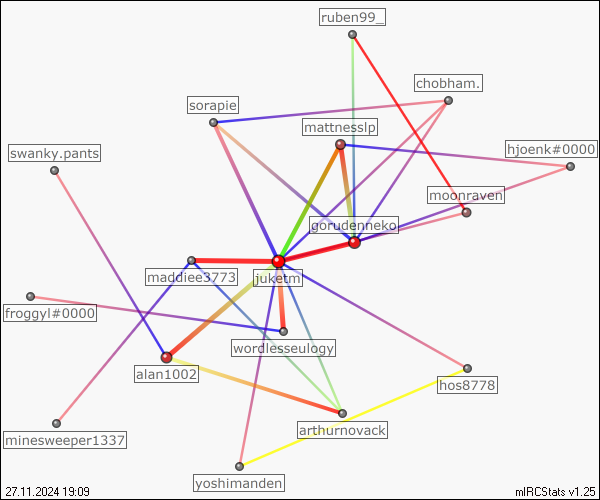 ruben99_
chobham.
sorapie
mattnesslp
swanky.pants
hjoenk#0000
moonraven
gorudenneko
maddiee3773
juketm
froggyl#0000
wordlesseulogy
alan1002
hos8778
arthurnovack
minesweeper1337
yoshimanden
27.11.2024 19:09
mIRCStats v1.25